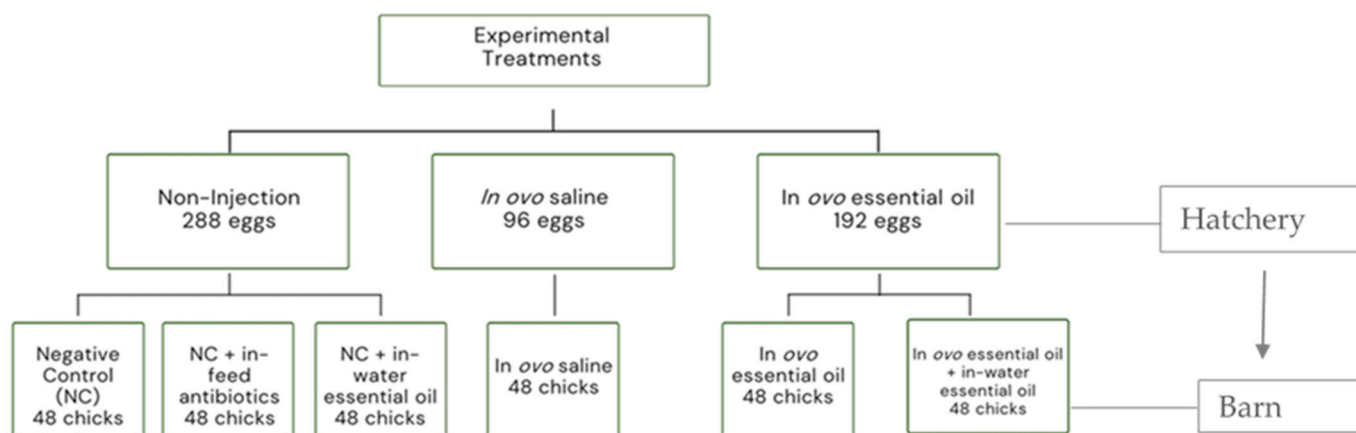 Experimental
Treatments
Non-Injection
288 eggs
In ovo saline
96 eggs
In ovo essential oil
192 eggs
Hatchery
Negative
Control
(NC)
48 chicks
NC + in-
feed
antibiotics
48 chicks
NC + in-
water
essential oil
48 chicks
In ovo saline
48 chicks
In ovo
essential oil
48 chicks
In ovo essential oil
+ in-water
essential oil
48 chicks
Barn